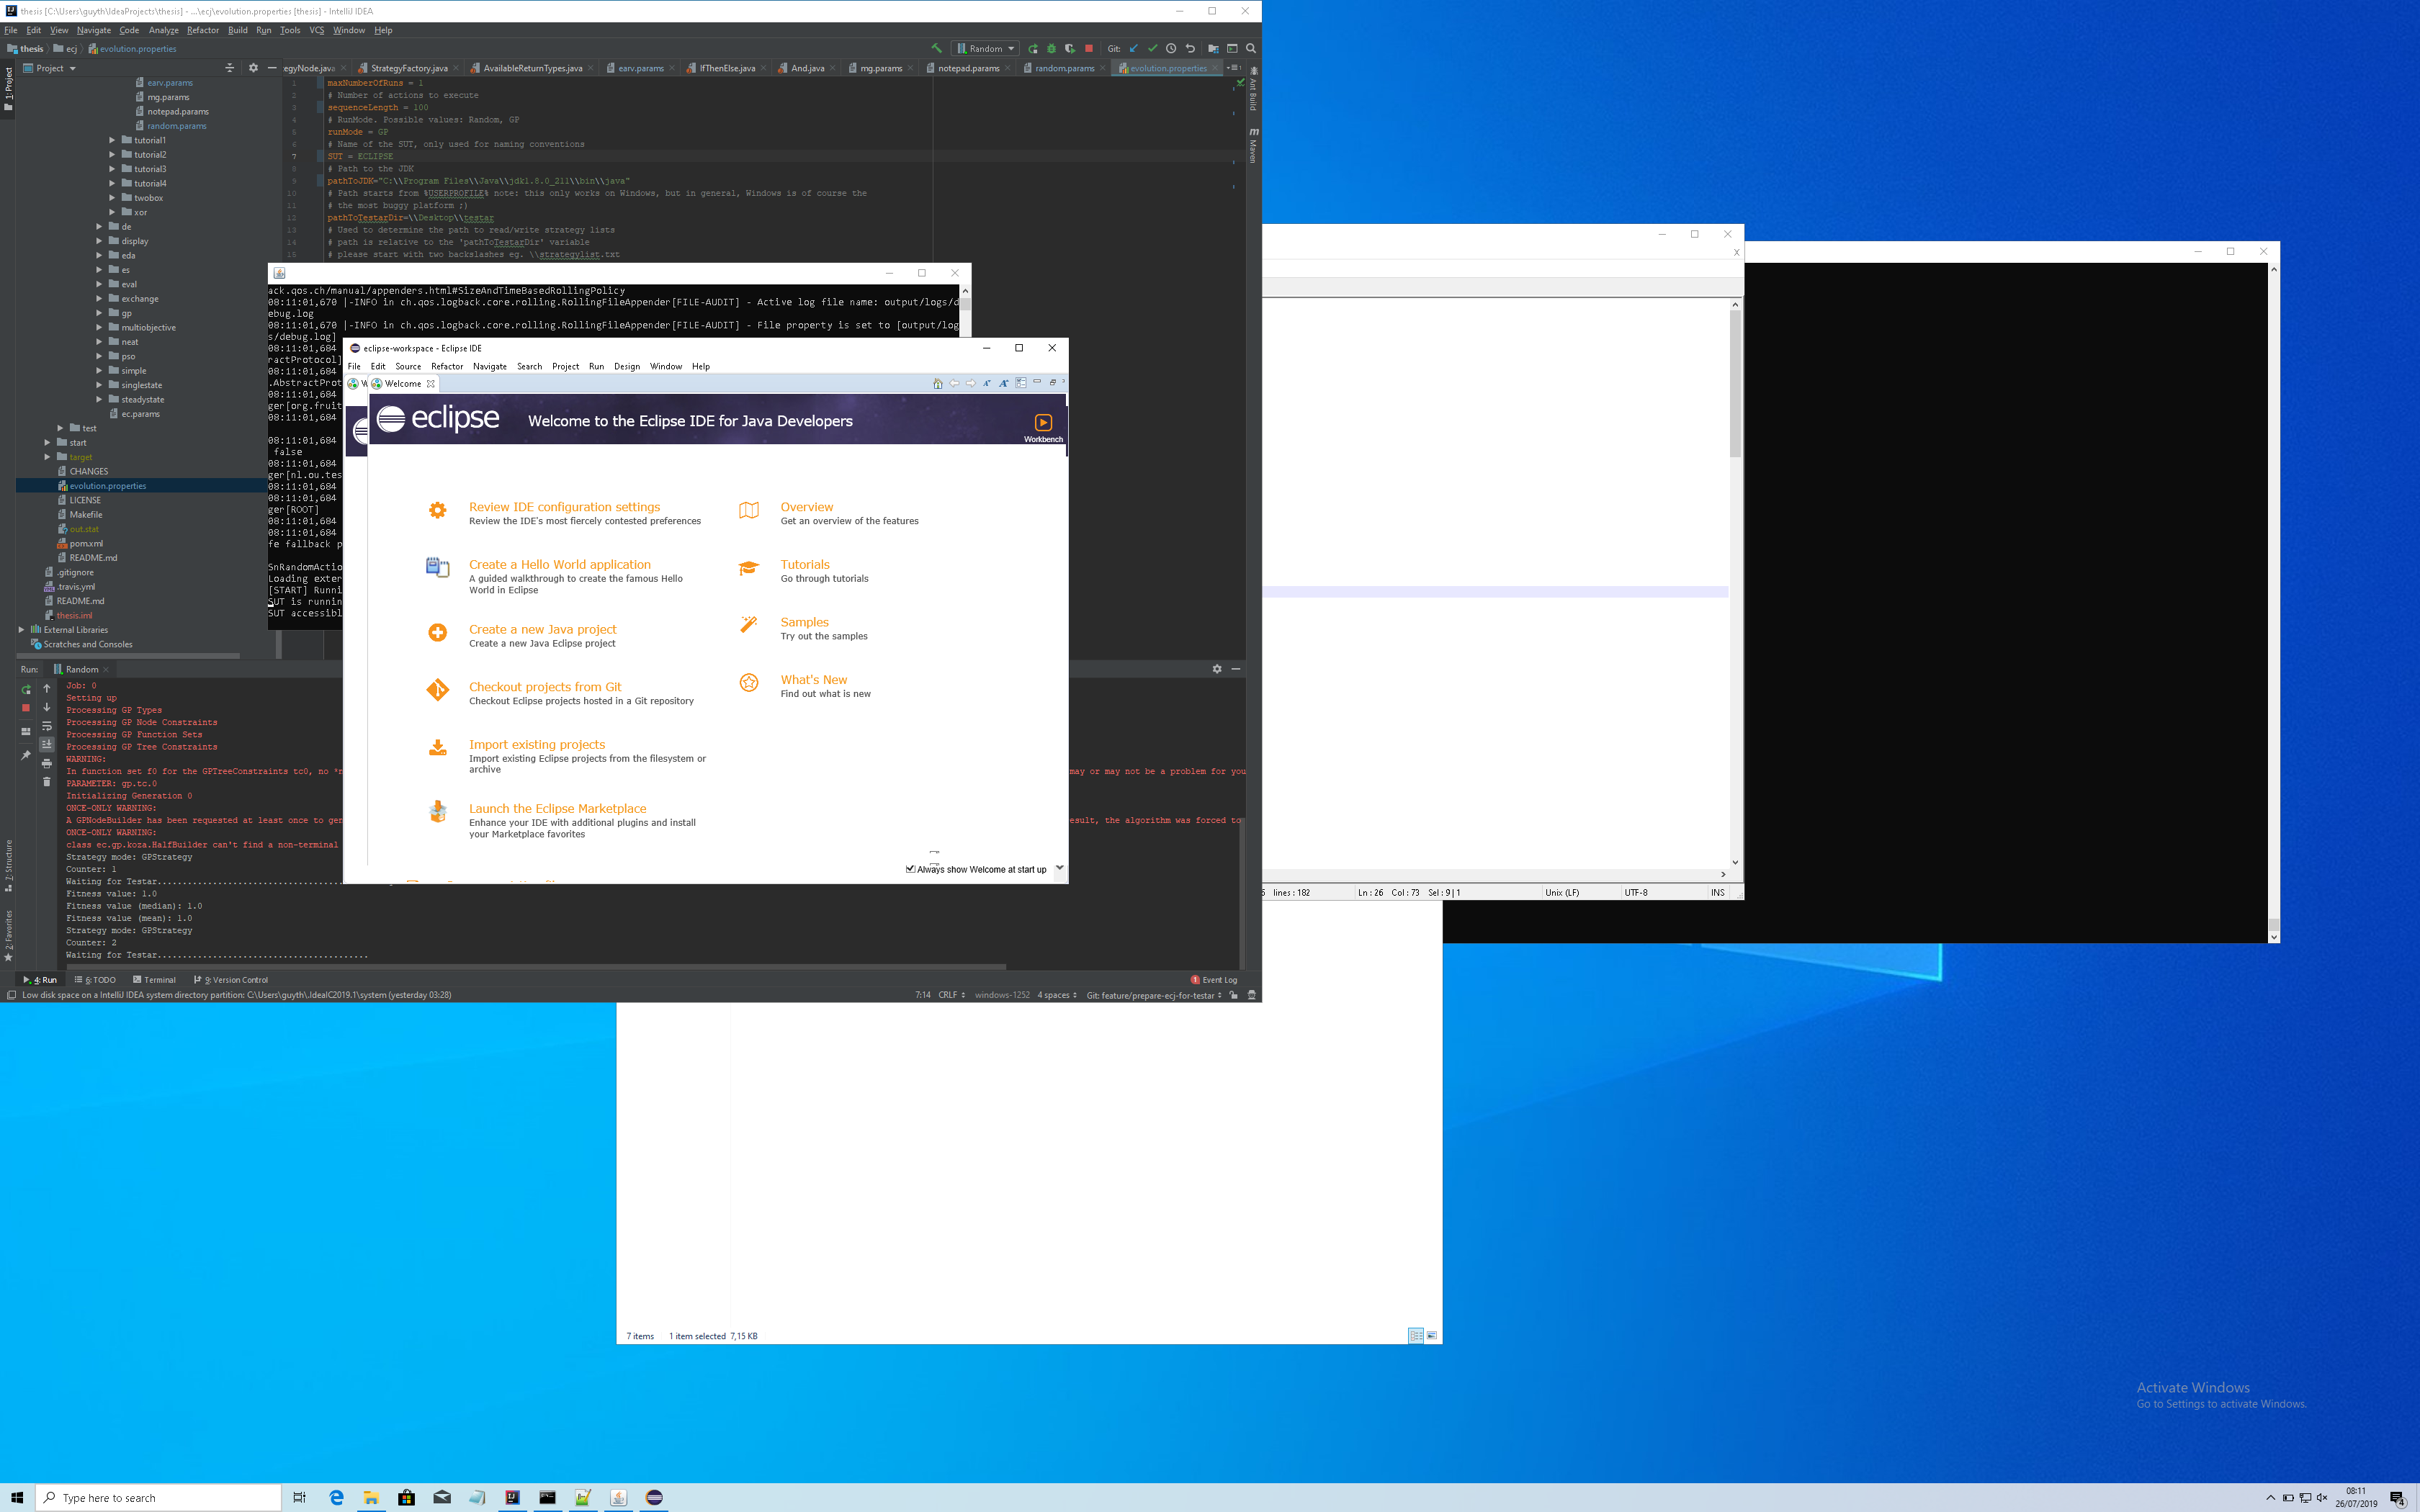 thesis [C:\Users\guyth\IdeaProjects\thesis] - ...\ecj\evolution.properties [thesis] - IntelliJ IDEA
File Edit View Navigate Code Analyze Refactor Build Run Tools VCS Window Help
thesis ecj evolution.properties
Random Git:
1: Project
Project
egyNode.java StrategyFactory.java AvailableReturnTypes.java earv.params IfThenElse.java And.java mg.params notepad.params random.params evolution.properties
Ant Build
Maven
earv.params
mg.params
notepad.params
random.params
tutorial1
tutorial2
tutorial3
tutorial4
twobox
xor
de
display
eda
es
eval
exchange
gp
multiobjective
neat
pso
simple
singlestate
steadystate
ec.params
test
start
target
CHANGES
evolution.properties
LICENSE
Makefile
out.stat
pom.xml
README.md
.gitignore
.travis.yml
README.md
thesis.iml
External Libraries
Scratches and Consoles
1 maxNumberOfRuns = 1
2 # Number of actions to execute
3 sequenceLength = 100
4 # RunMode. Possible values: Random, GP
5 runMode = GP
6 # Name of the SUT, only used for naming conventions
7 SUT = ECLIPSE
8 # Path to the JDK
9 pathToJDK="C:\\Program Files\\Java\\jdk1.8.0_211\\bin\\java"
10 # Path starts from %USERPROFILE% note: this only works on Windows, but in general, Windows is of course the
11 # the most buggy platform ;)
12 pathToTestarDir=\\Desktop\\testar
13 # Used to determine the path to read/write strategy lists
14 # path is relative to the 'pathToTestarDir' variable
15 # please start with two backslashes eg. \\strategylist.txt
ack.qos.ch/manual/appenders.html#SizeAndTimeBasedRollingPolicy
08:11:01,670 |-INFO in ch.qos.logback.core.rolling.RollingFileAppender[FILE-AUDIT] - Active log file name: output/logs/d
ebug.log
08:11:01,670 |-INFO in ch.qos.logback.core.rolling.RollingFileAppender[FILE-AUDIT] - File property is set to [output/log
s/debug.log]
08:11:01,684
ractProtocol]
08:11:01,684
.AbstractProt
08:11:01,684
ger[org.fruit
08:11:01,684
08:11:01,684
false
08:11:01,684
ger[nl.ou.tes
08:11:01,684
08:11:01,684
ger[ROOT]
08:11:01,684
08:11:01,684
fe fallback p
SnRandomActio
Loading exter
[START] Runni
SUT is runnin
SUT accessibl
eclipse-workspace - Eclipse IDE
File Edit Source Refactor Navigate Search Project Run Design Window Help
Welcome
eclipse Welcome to the Eclipse IDE for Java Developers
Workbench
Review IDE configuration settings
Review the IDE's most fiercely contested preferences
Create a Hello World application
A guided walkthrough to create the famous Hello
World in Eclipse
Create a new Java project
Create a new Java Eclipse project
Checkout projects from Git
Checkout Eclipse projects hosted in a Git repository
Import existing projects
Import existing Eclipse projects from the filesystem or
archive
Launch the Eclipse Marketplace
Enhance your IDE with additional plugins and install
your Marketplace favorites
Overview
Get an overview of the features
Tutorials
Go through tutorials
Samples
Try out the samples
What's New
Find out what is new
Always show Welcome at start up
Run: Random
Job: 0
Setting up
Processing GP Types
Processing GP Node Constraints
Processing GP Function Sets
Processing GP Tree Constraints
WARNING:
In function set f0 for the GPTreeConstraints tc0, no may or may not be a problem for you
PARAMETER: gp.tc.0
Initializing Generation 0
ONCE-ONLY WARNING:
A GPNodeBuilder has been requested at least once to gen esult, the algorithm was forced to
ONCE-ONLY WARNING:
class ec.gp.koza.HalfBuilder can't find a non-terminal
Strategy mode: GPStrategy
Counter: 1
Waiting for Testar
Fitness value: 1.0
Fitness value (median): 1.0
Fitness value (mean): 1.0
Strategy mode: GPStrategy
Counter: 2
Waiting for Testar..........................................
7: Structure
2: Favorites
4: Run 6: TODO Terminal 9: Version Control 1 Event Log
Low disk space on a IntelliJ IDEA system directory partition: C:\Users\guyth\.IdeaIC2019.1\system (yesterday 03:28) 7:14 CRLF windows-1252 4 spaces Git: feature/prepare-ecj-for-testar
lines : 182 Ln : 26 Col : 73 Sel : 9 | 1 Unix (LF) UTF-8 INS
7 items 1 item selected 7,15 KB
Activate Windows
Go to Settings to activate Windows.
Type here to search
08:11
26/07/2019
4